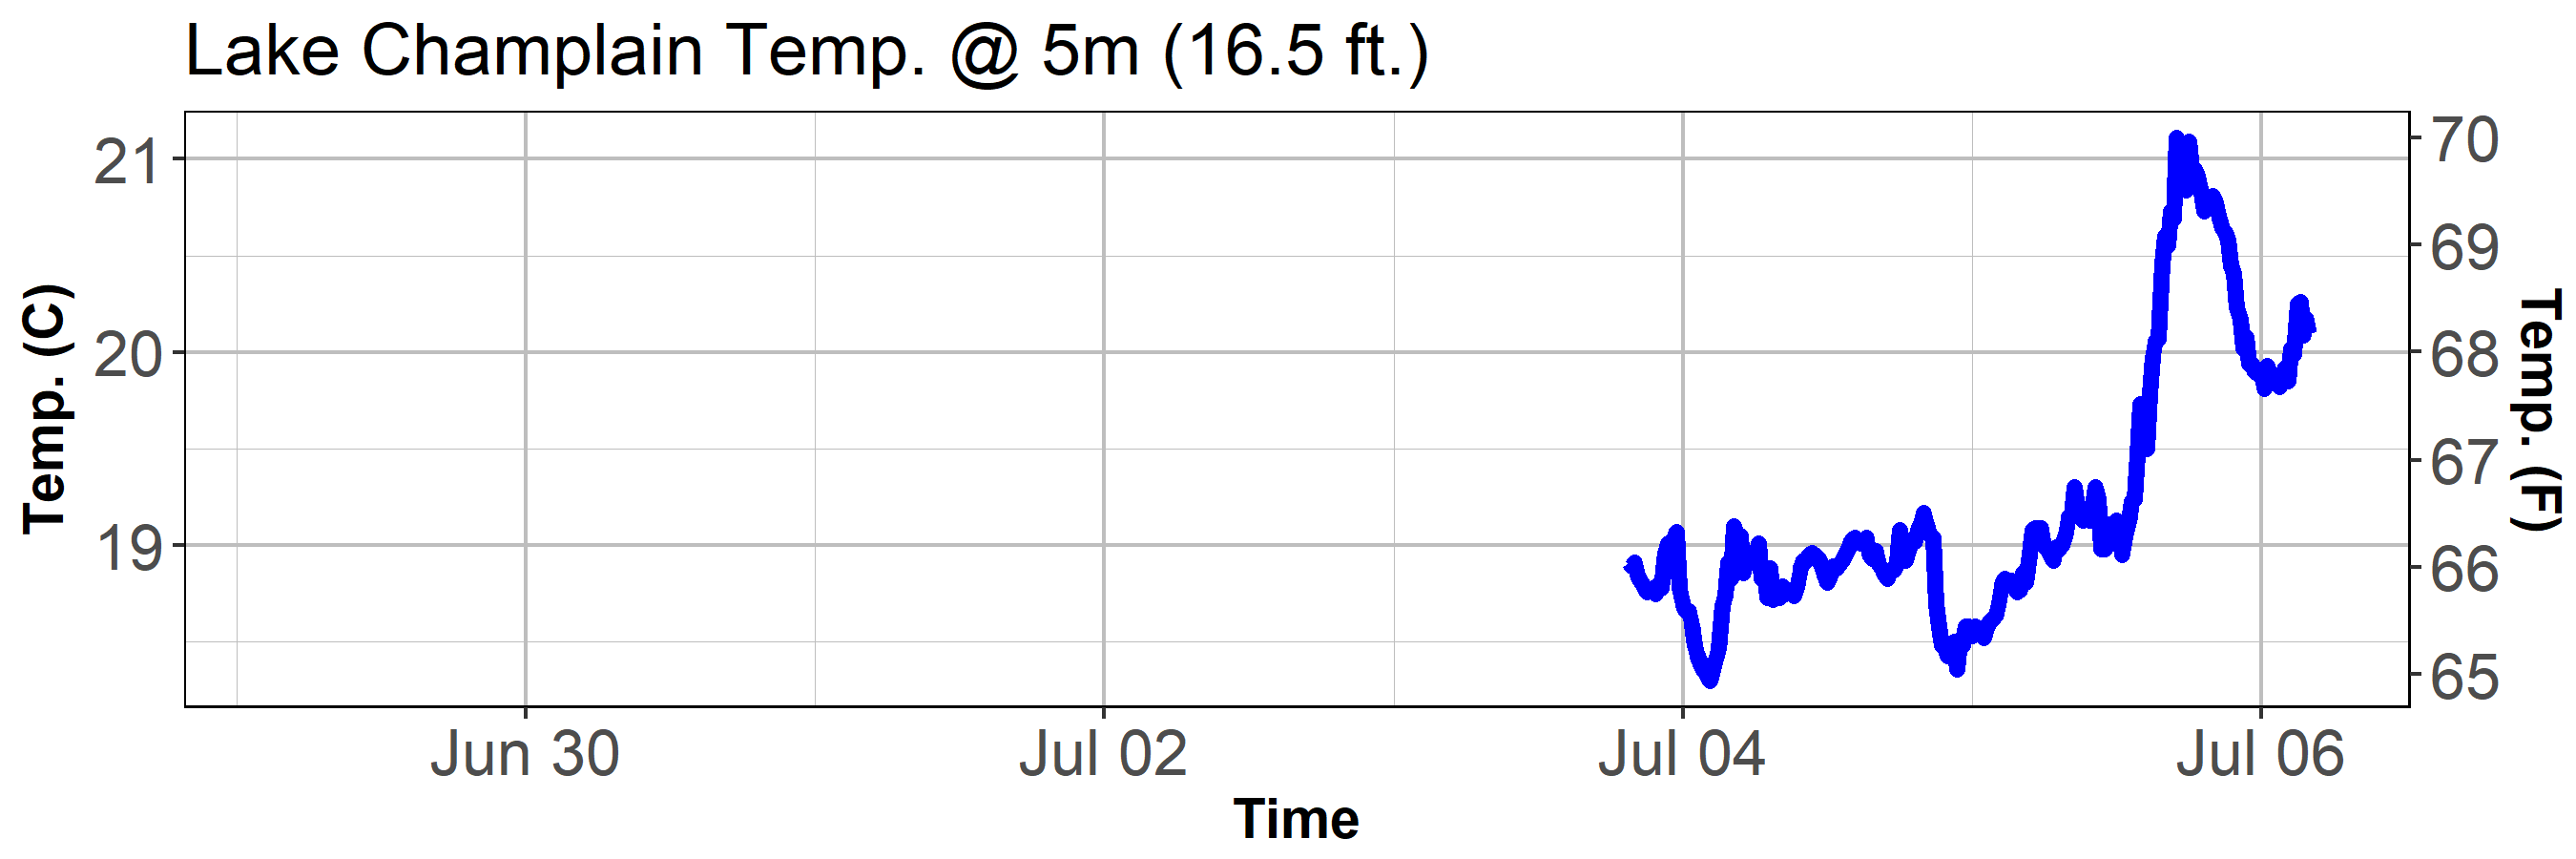 Lake Champlain Temp. @ 5m (16.5 ft.)
21
20
19
Temp. (C)
70
69
68
67
66
65
Temp. (F)
Jun 30
Jul 02
Jul 04
Jul 06
Time